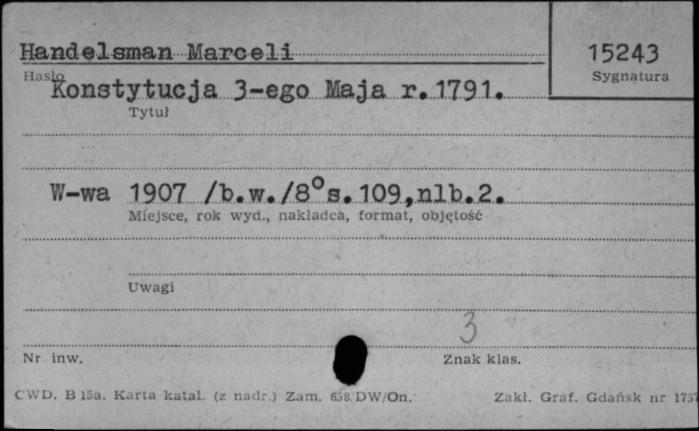 Handelsman Marceli
15243
Hasło
Sygnatura
Konstytucja 3-ego Maja r. 1791.
Tytuł
W-wa 1907 /b.w./8° s. 109, nlb. 2.
Miejsce, rok wyd., nakładca, format, objętość
Uwagi
3
Nr inw.
Znak klas.
CWD. B 15a. Karta katal. (z nadr.) Zam. 658 DW/On.
Zakł. Graf. Gdańsk nr